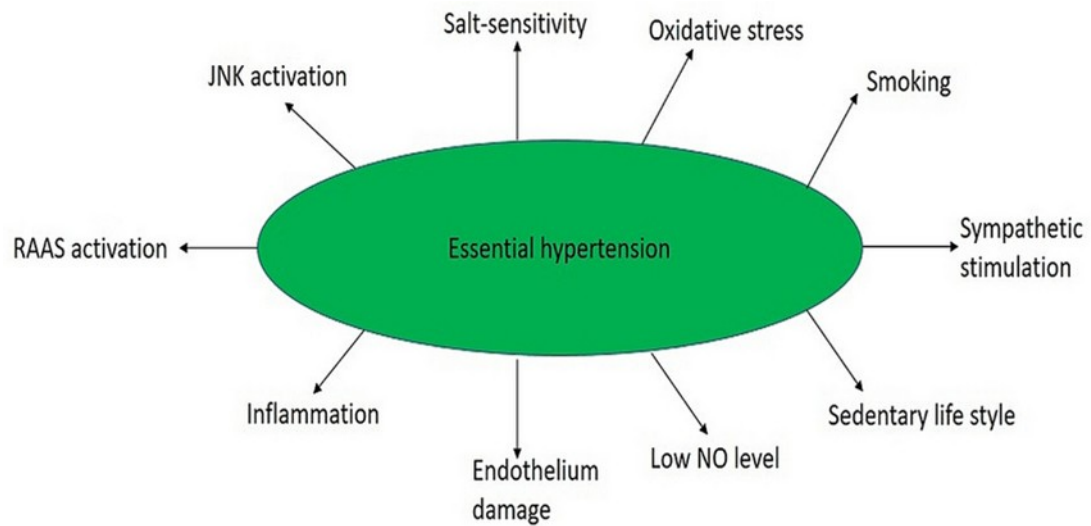 Salt-sensitivity
Oxidative stress
JNK activation
Smoking
RAAS activation
Essential hypertension
Sympathetic
stimulation
Inflammation
Sedentary life style
Low NO level
Endothelium
damage